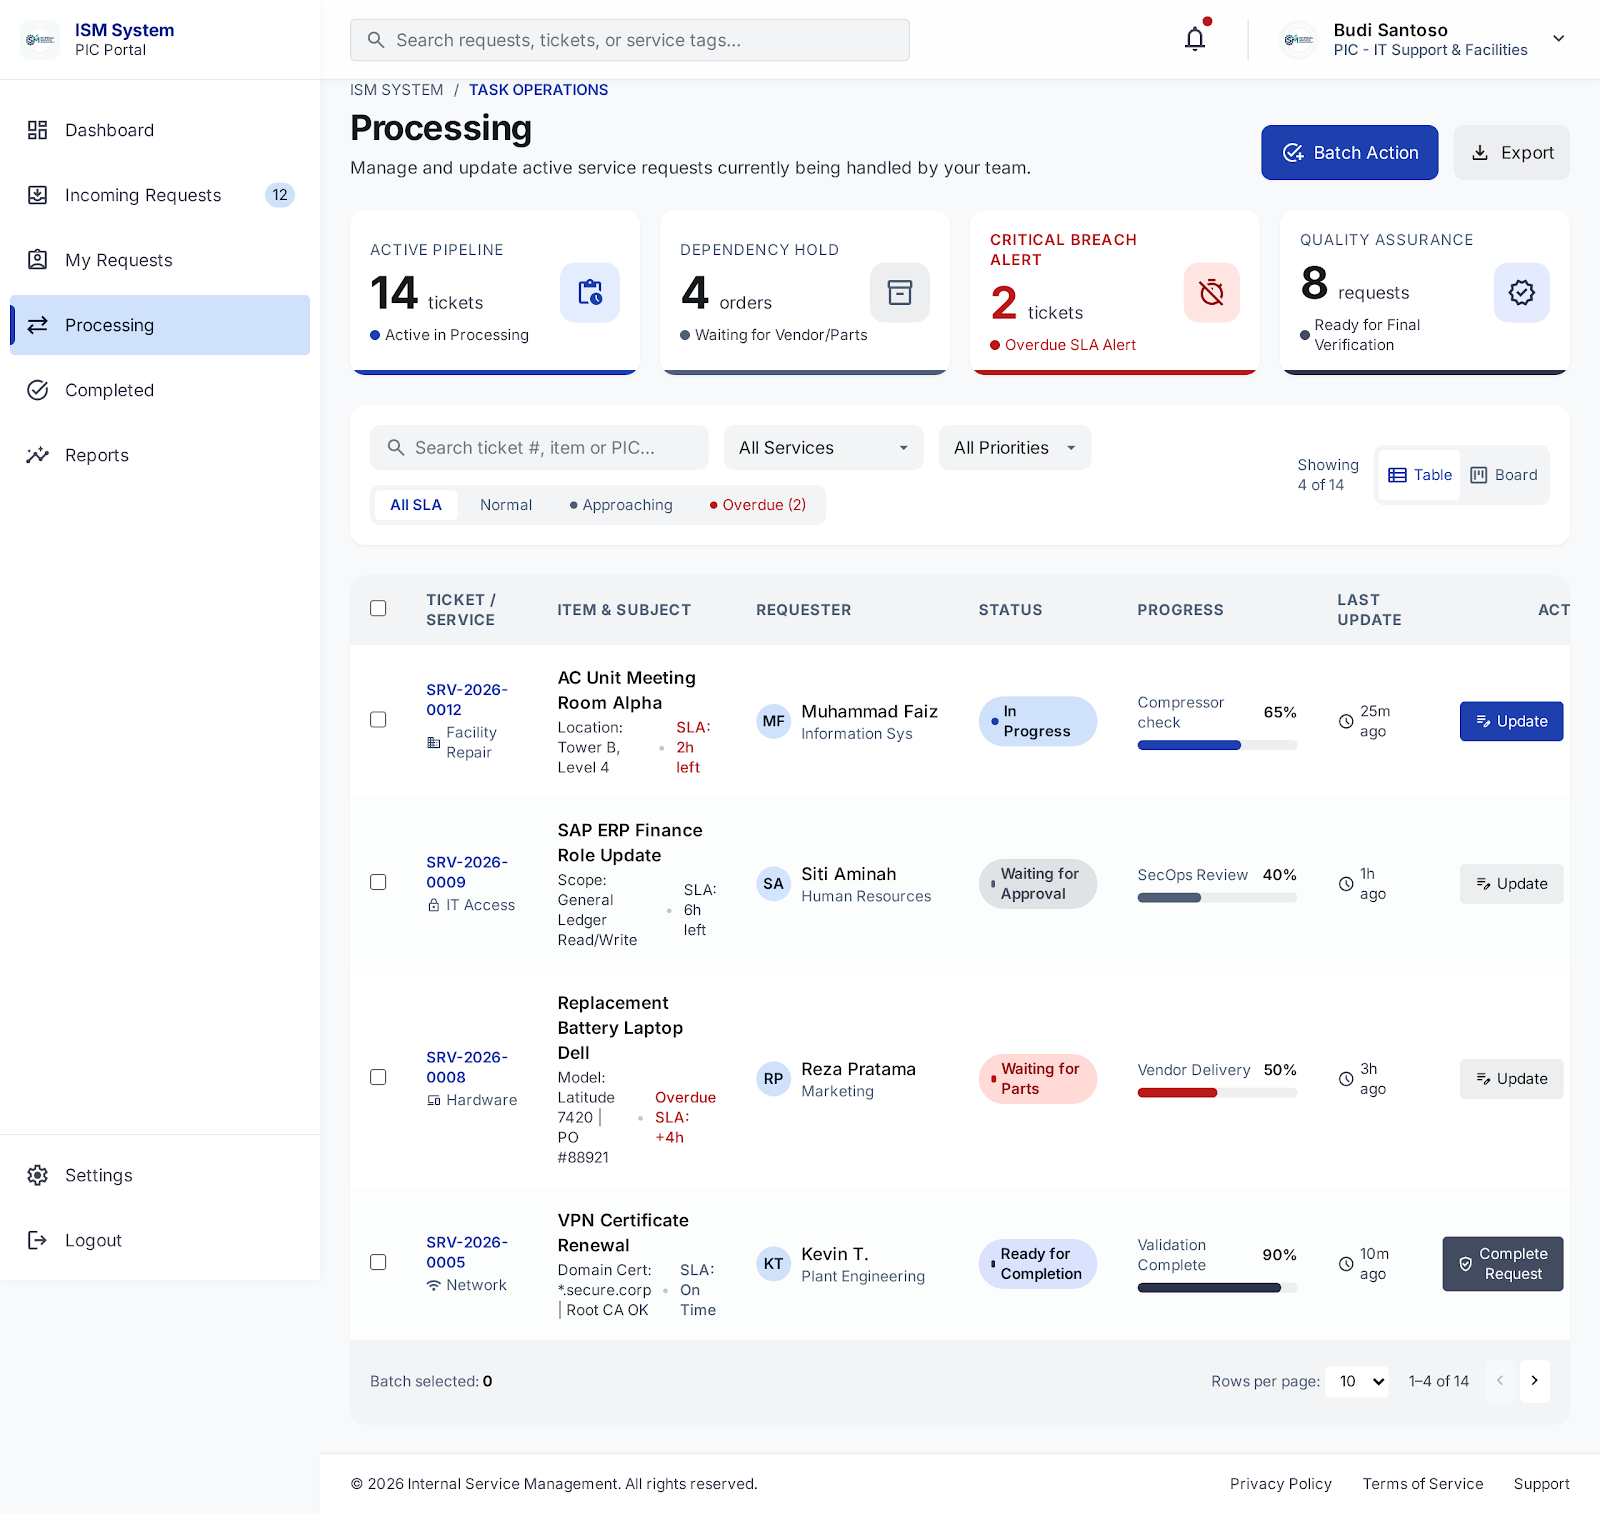 ISM System
PIC Portal
Search requests, tickets, or service tags...
Budi Santoso
PIC - IT Support & Facilities
Dashboard
Incoming Requests 12
My Requests
Processing
Completed
Reports
Settings
Logout
ISM SYSTEM / TASK OPERATIONS
Processing
Manage and update active service requests currently being handled by your team.
Batch Action
Export
ACTIVE PIPELINE
14 tickets
Active in Processing
DEPENDENCY HOLD
4 orders
Waiting for Vendor/Parts
CRITICAL BREACH
ALERT
2 tickets
Overdue SLA Alert
QUALITY ASSURANCE
8 requests
Ready for Final
Verification
Search ticket #, item or PIC...
All Services
All Priorities
All SLA
Normal
Approaching
Overdue (2)
Showing
4 of 14
Table
Board
TICKET /
SERVICE
ITEM & SUBJECT
REQUESTER
STATUS
PROGRESS
LAST
UPDATE
ACT
SRV-2026-
0012
Facility
Repair
AC Unit Meeting
Room Alpha
Location:
Tower B,
Level 4
SLA:
2h
left
MF
Muhammad Faiz
Information Sys
In
Progress
Compressor
check
65%
25m
ago
Update
SRV-2026-
0009
IT Access
SAP ERP Finance
Role Update
Scope:
General
Ledger
Read/Write
SLA:
6h
left
SA
Siti Aminah
Human Resources
Waiting for
Approval
SecOps Review 40%
1h
ago
Update
SRV-2026-
0008
Hardware
Replacement
Battery Laptop
Dell
Model:
Latitude
7420 |
PO
#88921
Overdue
SLA:
+4h
RP
Reza Pratama
Marketing
Waiting for
Parts
Vendor Delivery 50%
3h
ago
Update
SRV-2026-
0005
Network
VPN Certificate
Renewal
Domain Cert:
*.secure.corp
| Root CA OK
SLA:
On
Time
KT
Kevin T.
Plant Engineering
Ready for
Completion
Validation
Complete
90%
10m
ago
Complete
Request
Batch selected: 0
Rows per page: 10
1–4 of 14
© 2026 Internal Service Management. All rights reserved.
Privacy Policy
Terms of Service
Support